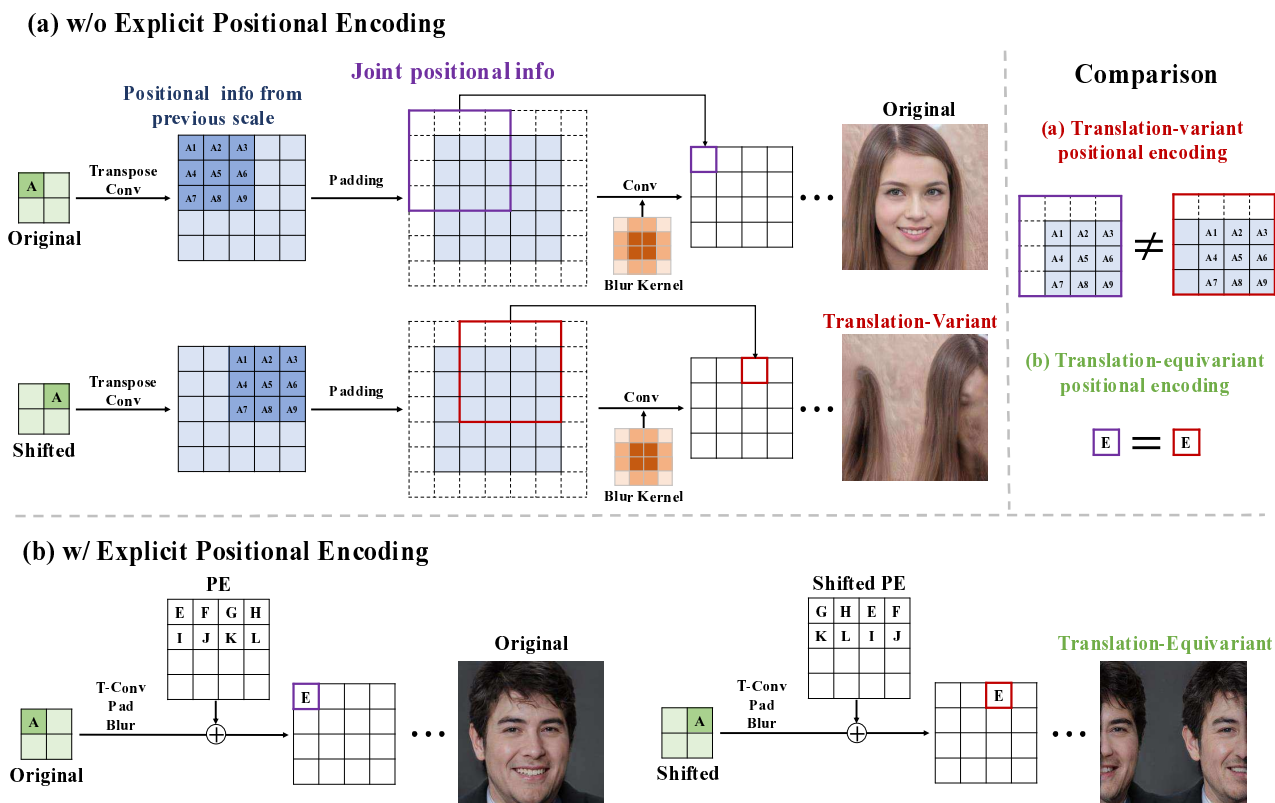 (a) w/o Explicit Positional Encoding
Positional info from
previous scale
Joint positional info
A
Original
Transpose
Conv
A1 A2 A3
A4 A5 A6
A7 A8 A9
Padding
Conv
Blur Kernel
•••
Original
A
Shifted
Transpose
Conv
A1 A2 A3
A4 A5 A6
A7 A8 A9
Padding
Conv
Blur Kernel
•••
Translation-Variant
Comparison
(a) Translation-variant
positional encoding
A1 A2 A3 ≠ A1 A2 A3
A4 A5 A6 A4 A5 A6
A7 A8 A9 A7 A8 A9
(b) Translation-equivariant
positional encoding
E = E
(b) w/ Explicit Positional Encoding
PE
E F G H
I J K L
A
Original
T-Conv
Pad
Blur
+
E
•••
Original
Shifted PE
G H E F
K L I J
A
Shifted
T-Conv
Pad
Blur
+
E
•••
Translation-Equivariant